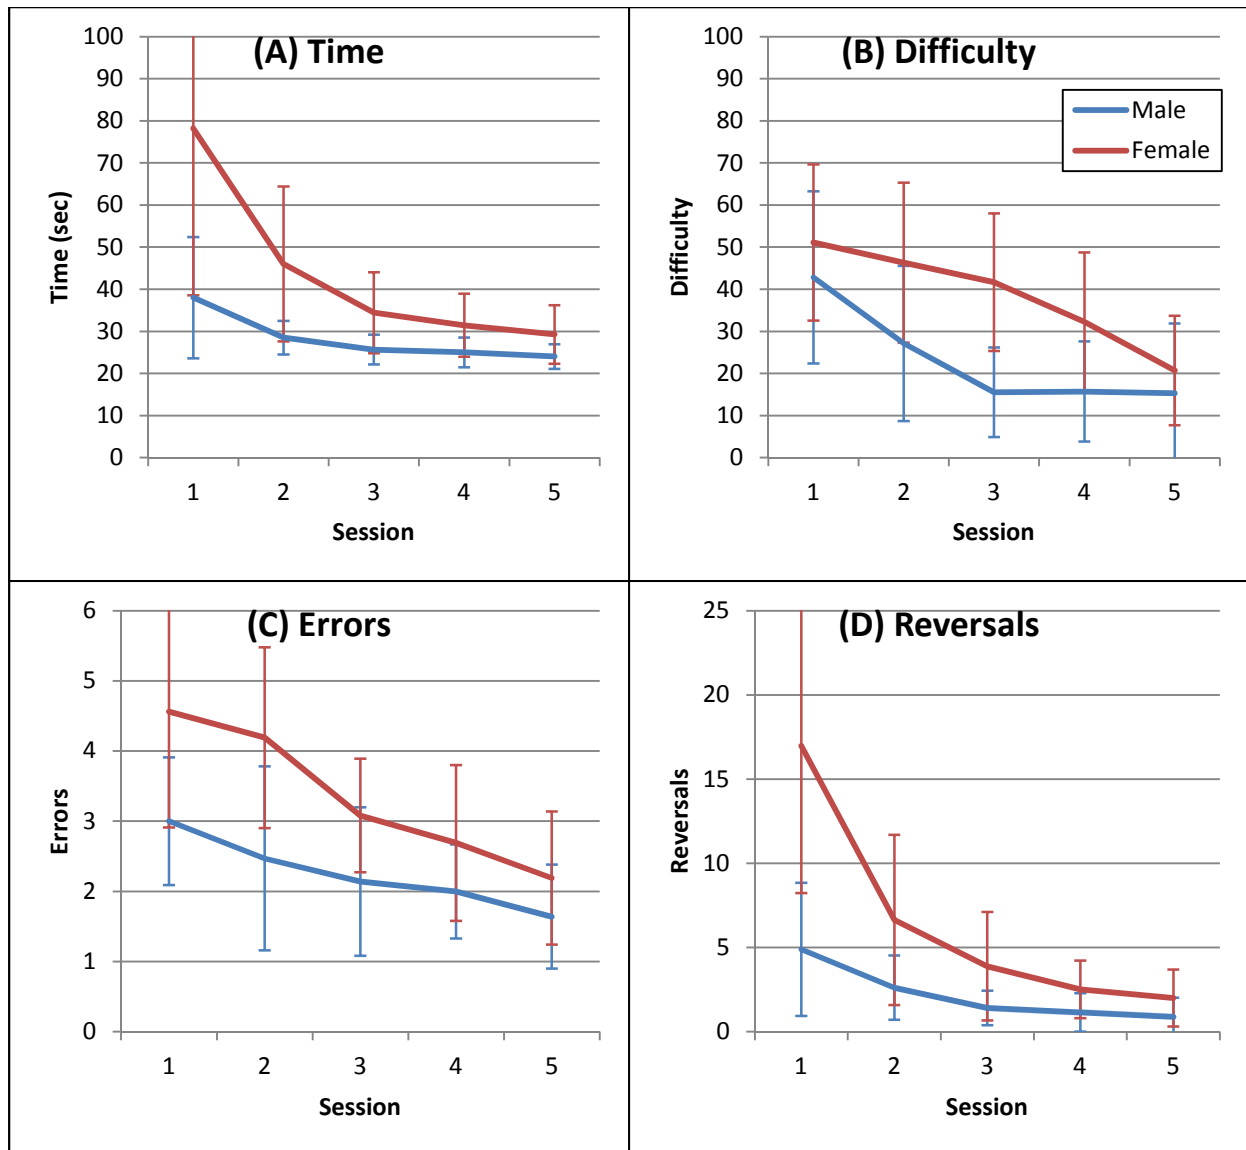 (A) Time
100
90
80
70
60
50
40
30
20
10
0
Time (sec)
1 2 3 4 5
Session
(B) Difficulty
Male
Female
100
90
80
70
60
50
40
30
20
10
0
Difficulty
1 2 3 4 5
Session
(C) Errors
6
5
4
3
2
1
0
Errors
1 2 3 4 5
Session
(D) Reversals
25
20
15
10
5
0
Reversals
1 2 3 4 5
Session